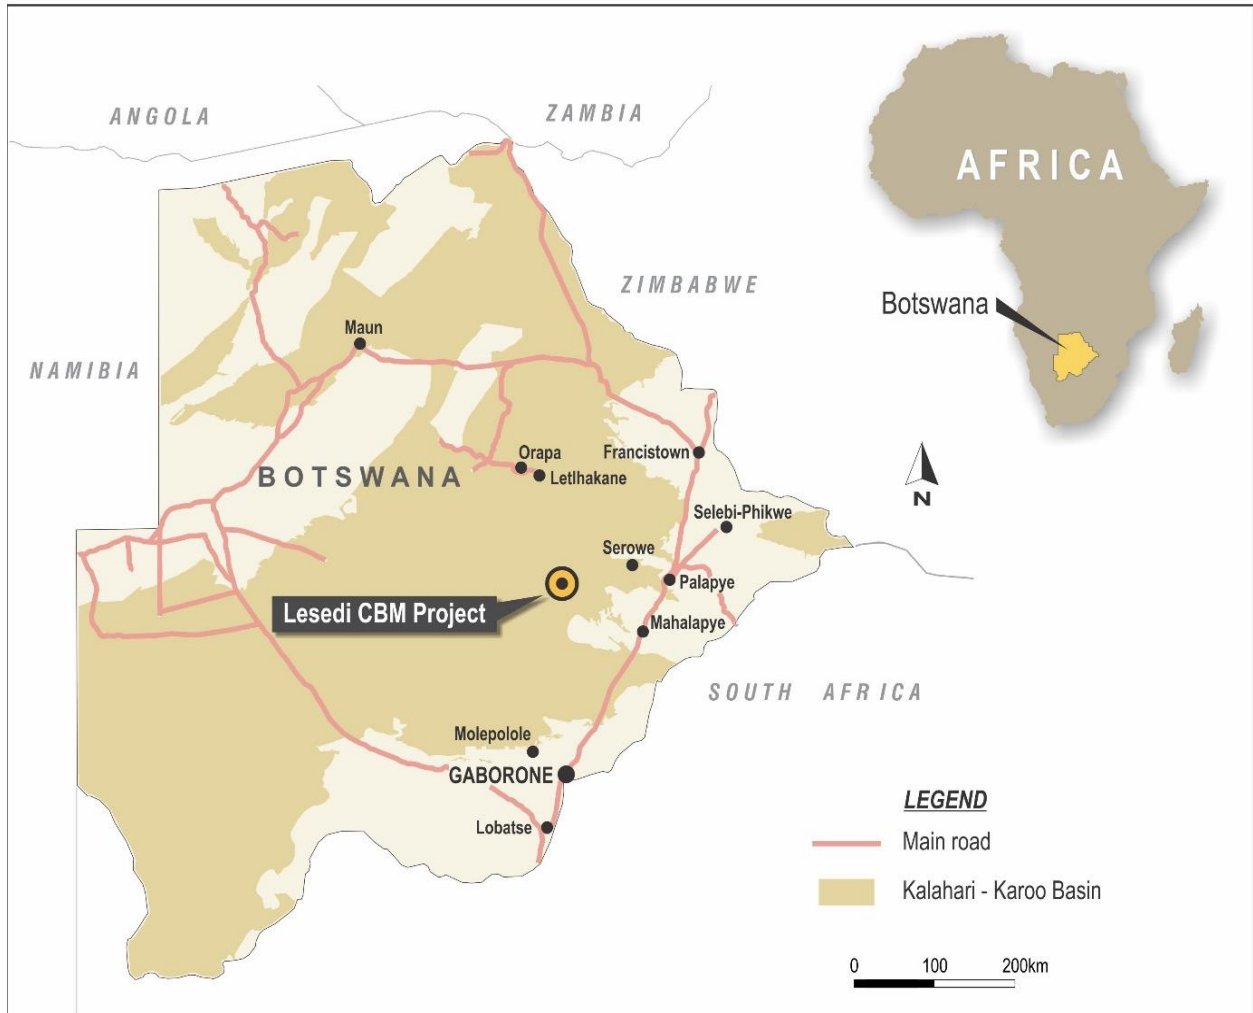 ANGOLA
ZAMBIA
AFRICA
ZIMBABWE
Botswana
NAMIBIA
Maun
Orapa
Letlhakane
Francistown
BOTSWANA
N
Selebi-Phikwe
Serowe
Palapye
Lesedi CBM Project
Mahalapye
SOUTH AFRICA
Molepolole
GABORONE
Lobatse
LEGEND
Main road
Kalahari - Karoo Basin
0 100 200km